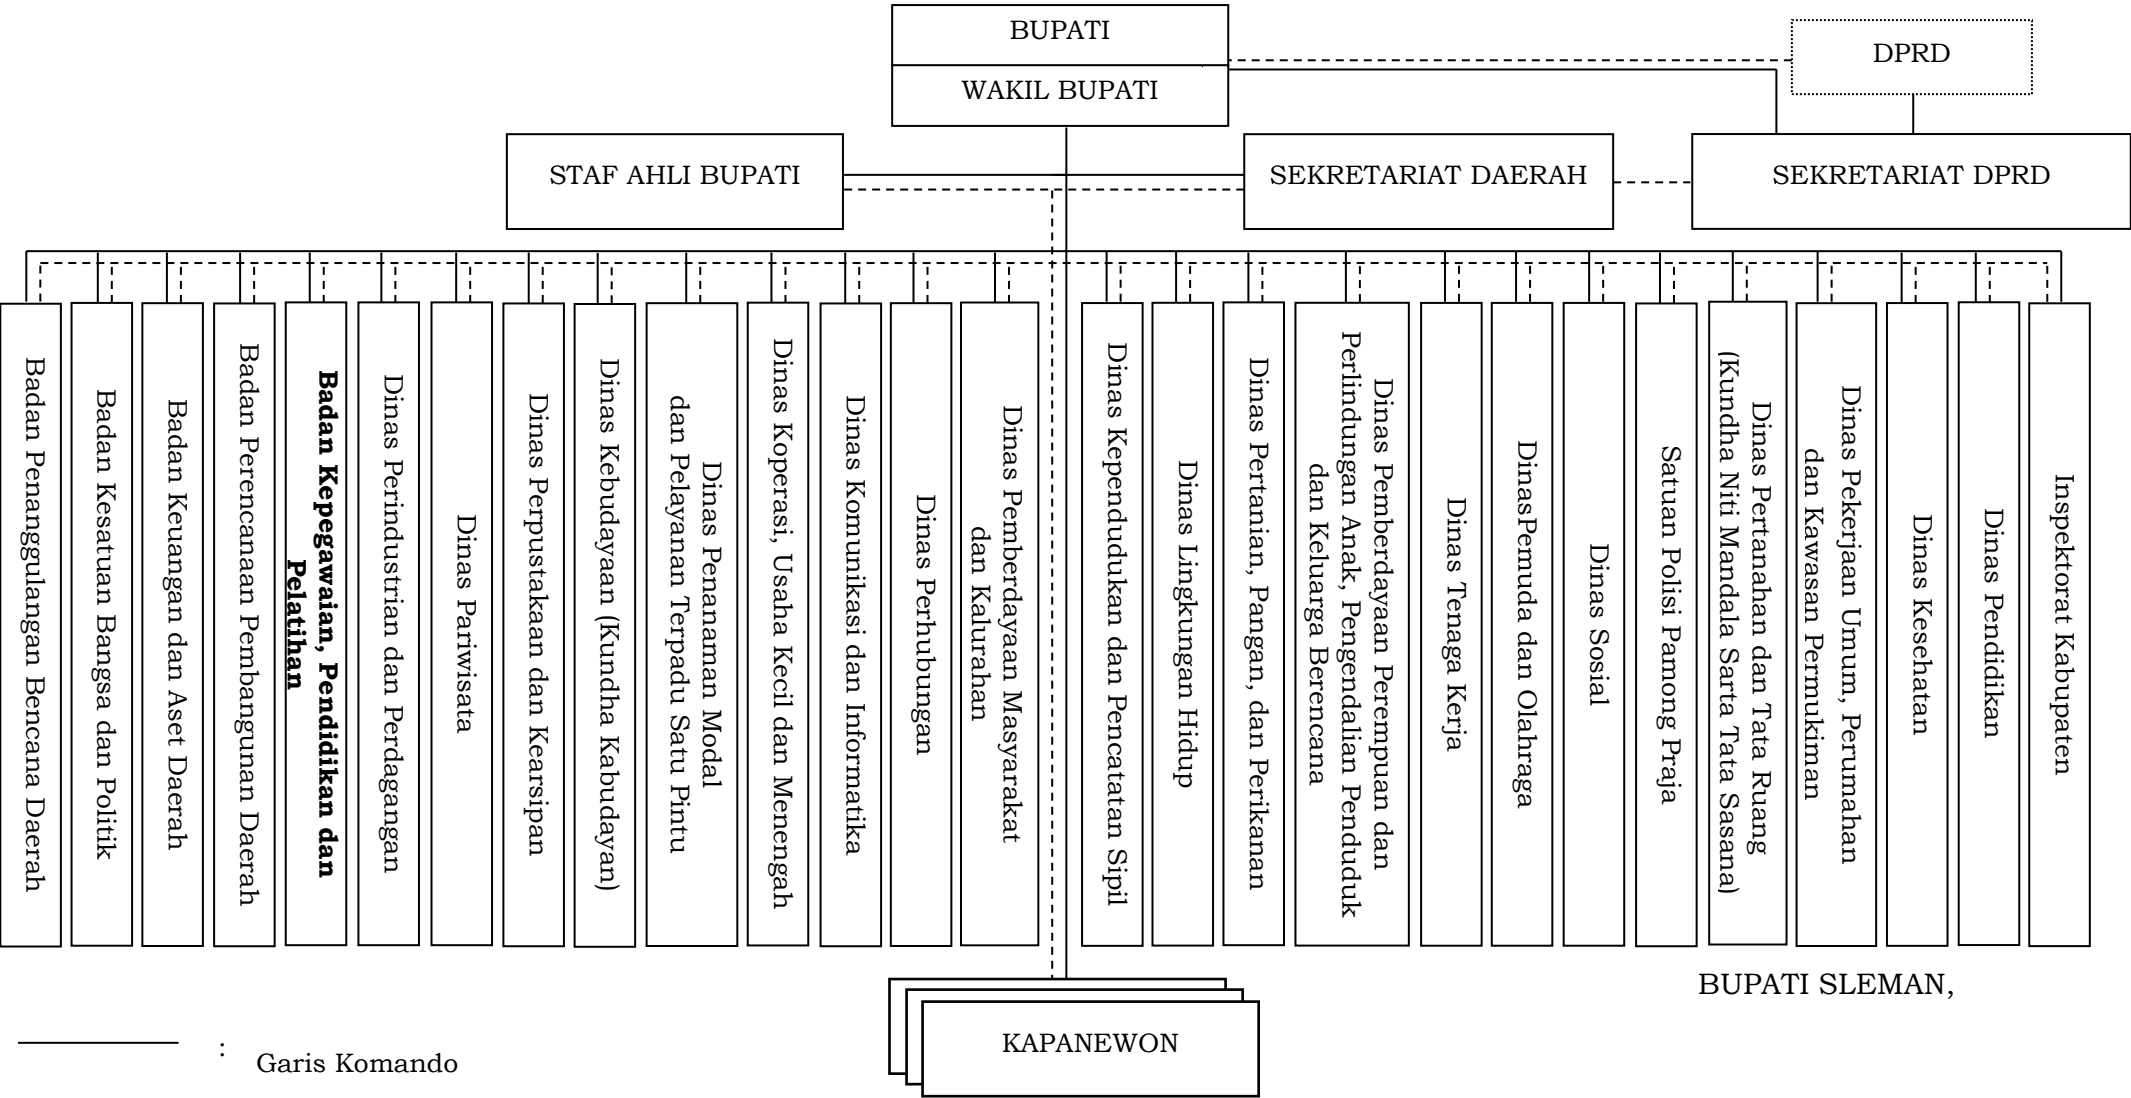 BUPATI
WAKIL BUPATI
DPRD
STAF AHLI BUPATI
SEKRETARIAT DAERAH
SEKRETARIAT DPRD
Badan Penanggulangan Bencana Daerah
Badan Kesatuan Bangsa dan Politik
Badan Keuangan dan Aset Daerah
Badan Perencanaan Pembangunan Daerah
Badan Kepegawaian, Pendidikan dan
Pelatihan
Dinas Perindustrian dan Perdagangan
Dinas Pariwisata
Dinas Perpustakaan dan Kearsipan
Dinas Kebudayaan (Kundha Kabudayan)
Dinas Penanaman Modal
dan Pelayanan Terpadu Satu Pintu
Dinas Koperasi, Usaha Kecil dan Menengah
Dinas Komunikasi dan Informatika
Dinas Perhubungan
Dinas Pemberdayaan Masyarakat
dan Kalurahan
Dinas Kependudukan dan Pencatatan Sipil
Dinas Lingkungan Hidup
Dinas Pertanian, Pangan, dan Perikanan
Dinas Pemberdayaan Perempuan dan
Perlindungan Anak, Pengendalian Penduduk
dan Keluarga Berencana
Dinas Tenaga Kerja
DinasPemuda dan Olahraga
Dinas Sosial
Satuan Polisi Pamong Praja
Dinas Pertanahan dan Tata Ruang
(Kundha Niti Mandala Sarta Tata Sasana)
Dinas Pekerjaan Umum, Perumahan
dan Kawasan Permukiman
Dinas Kesehatan
Dinas Pendidikan
Inspektorat Kabupaten
BUPATI SLEMAN,
KAPANEWON
: Garis Komando